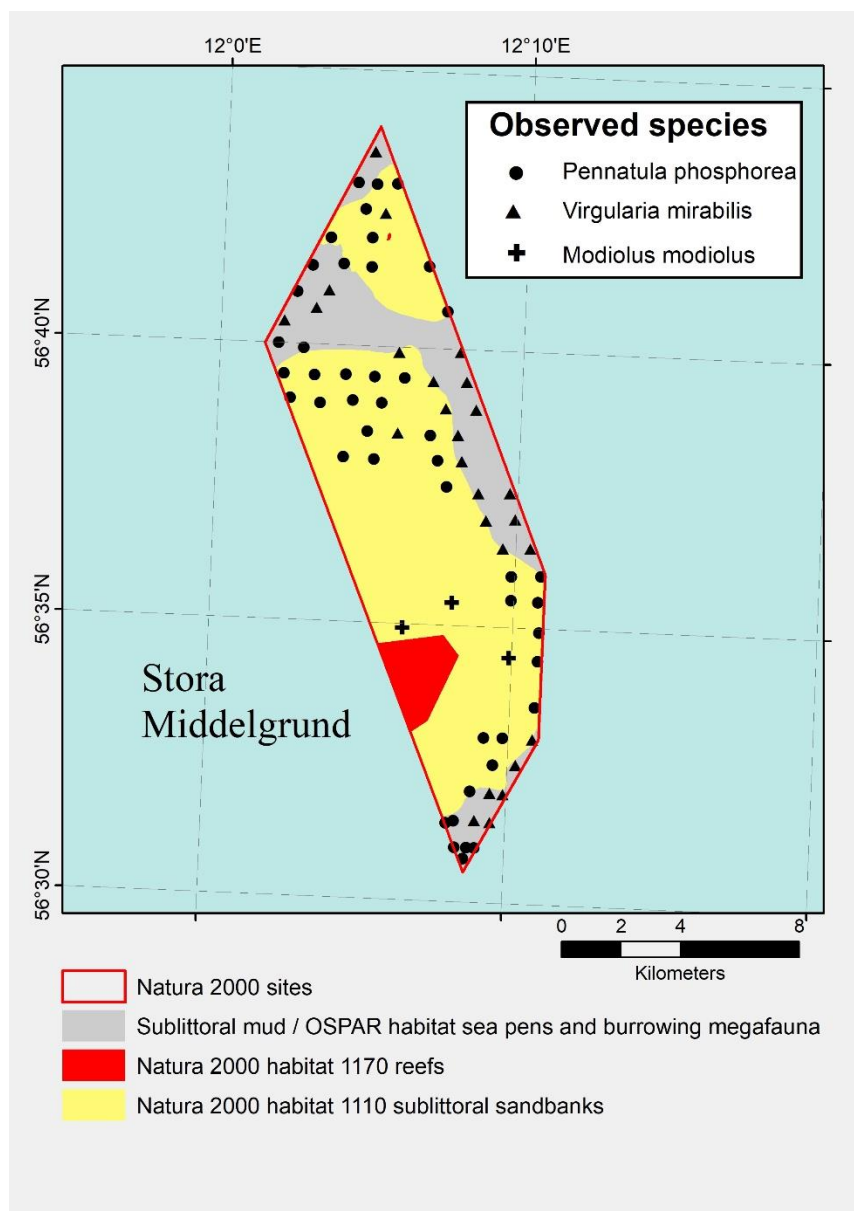 12°0'E
12°10'E
Observed species
Pennatula phosphorea
Virgularia mirabilis
Modiolus modiolus
56°40'N
56°35'N
Stora
Middelgrund
56°30'N
0 2 4 8
Kilometers
Natura 2000 sites
Sublittoral mud / OSPAR habitat sea pens and burrowing megafauna
Natura 2000 habitat 1170 reefs
Natura 2000 habitat 1110 sublittoral sandbanks